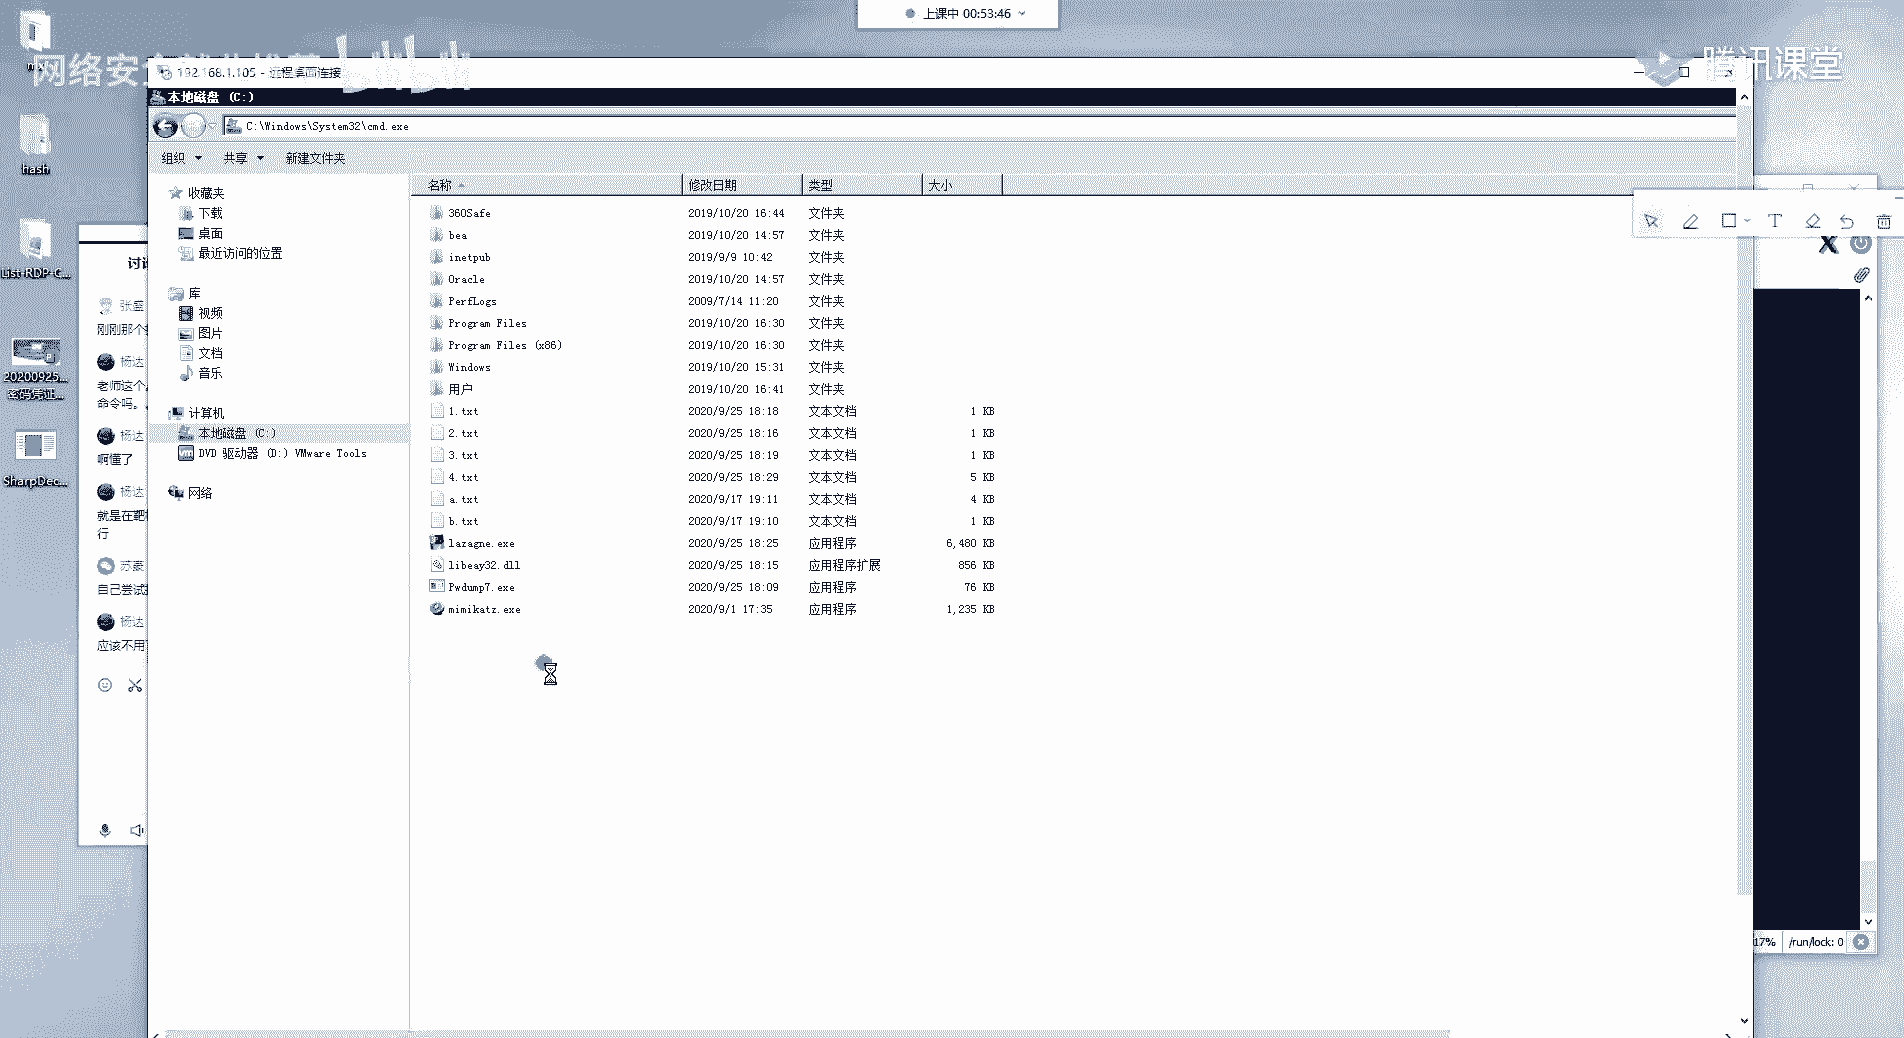 上课中 00:53:46
腾讯课堂
192.168.1.105 - 远程桌面连接
本地磁盘 (C:)
C:\Windows\System32\cmd.exe
组织
共享
新建文件夹
hash
List-RDP-C...
20200925...
密码凭证...
SharpDec...
张盛
刚刚那个
杨达
老师这个
命令吗。
杨达
啊懂了
杨达
就是在靶
行
苏豪
自己尝试
杨达
应该不用
收藏夹
下载
桌面
最近访问的位置
库
视频
图片
文档
音乐
计算机
本地磁盘 (C:)
DVD 驱动器 (D:) VMware Tools
网络
名称 修改日期 类型 大小
360Safe 2019/10/20 16:44 文件夹
bea 2019/10/20 14:57 文件夹
inetpub 2019/9/9 10:42 文件夹
Oracle 2019/10/20 14:57 文件夹
PerfLogs 2009/7/14 11:20 文件夹
Program Files 2019/10/20 16:30 文件夹
Program Files (x86) 2019/10/20 16:30 文件夹
Windows 2019/10/20 15:31 文件夹
用户 2019/10/20 16:41 文件夹
1.txt 2020/9/25 18:18 文本文档 1 KB
2.txt 2020/9/25 18:16 文本文档 1 KB
3.txt 2020/9/25 18:19 文本文档 1 KB
4.txt 2020/9/25 18:29 文本文档 5 KB
a.txt 2020/9/17 19:11 文本文档 4 KB
b.txt 2020/9/17 19:10 文本文档 1 KB
lazagne.exe 2020/9/25 18:25 应用程序 6,480 KB
libeay32.dll 2020/9/25 18:15 应用程序扩展 856 KB
Pwdump7.exe 2020/9/25 18:09 应用程序 76 KB
mimikatz.exe 2020/9/1 17:35 应用程序 1,235 KB
17% /run/lock: 0